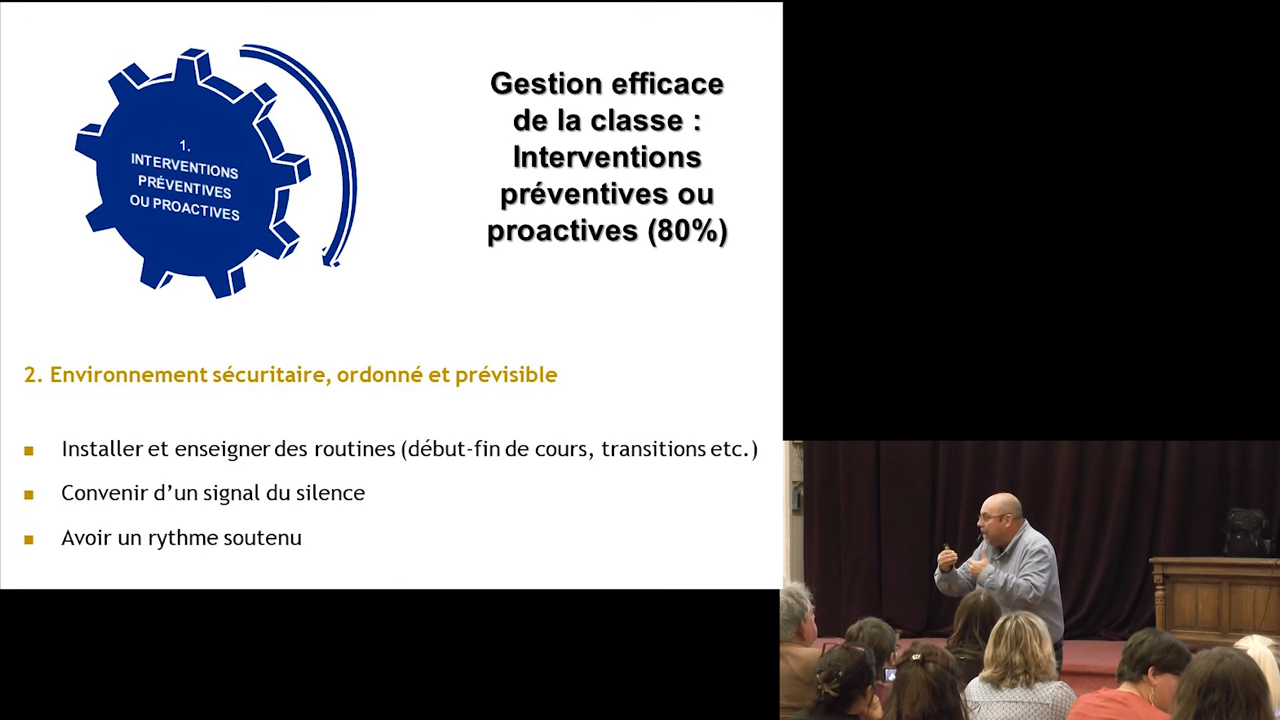 1.
INTERVENTIONS
PRÉVENTIVES
OU PROACTIVES
Gestion efficace
de la classe :
Interventions
préventives ou
proactives (80%)
2. Environnement sécuritaire, ordonné et prévisible
Installer et enseigner des routines (début-fin de cours, transitions etc.)
Convenir d’un signal du silence
Avoir un rythme soutenu